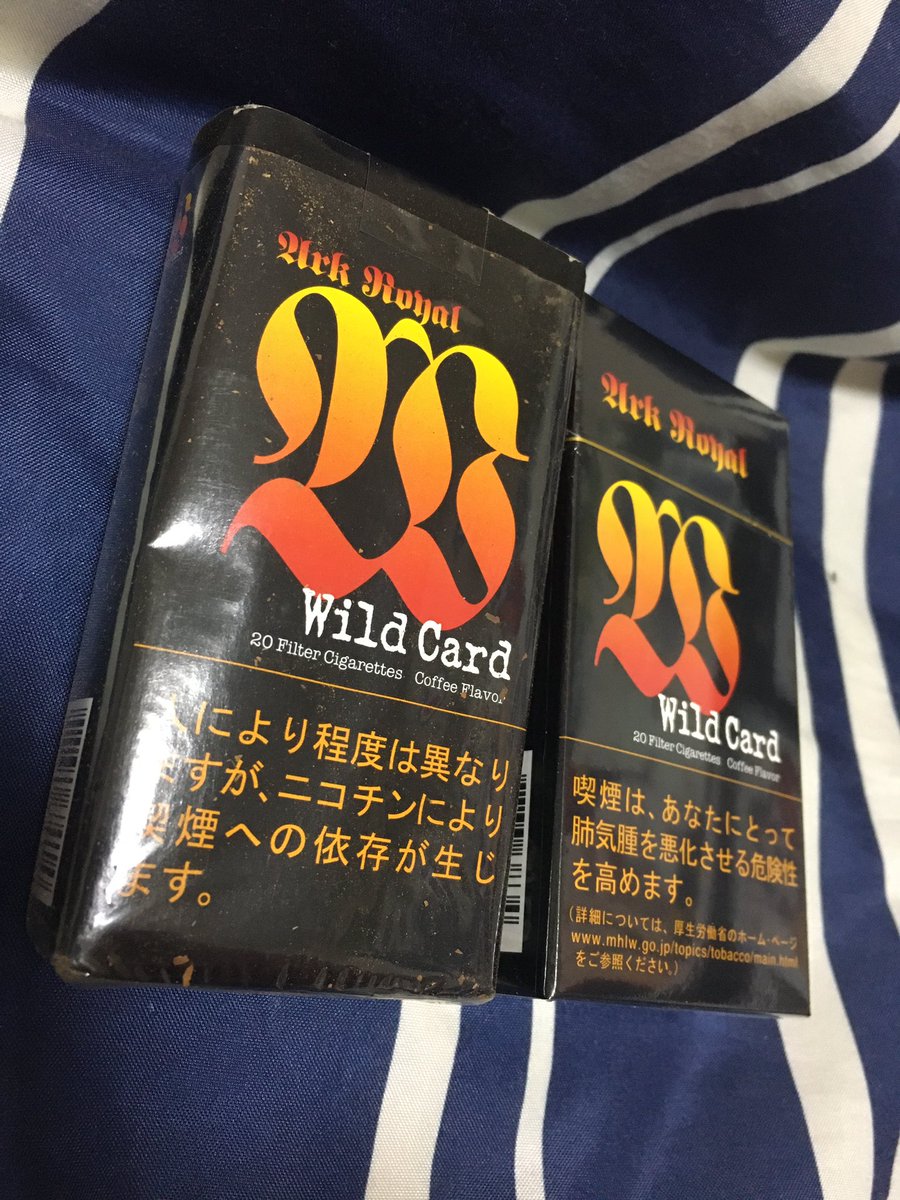 Ark Royal
W
Wild Card
20 Filter Cigarettes Coffee Flavor
人により程度は異なり
ますが、ニコチンにより
喫煙への依存が生じ
ます。
Ark Royal
W
Wild Card
20 Filter Cigarettes Coffee Flavor
喫煙は、あなたにとって
肺気腫を悪化させる危険性
を高めます。
(詳細については、厚生労働省のホーム・ページ
www.mhlw.go.jp/topics/tobacco/main.html
をご参照ください。)